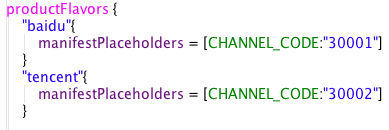 productFlavors {
"baidu"{
manifestPlaceholders = [CHANNEL_CODE:"30001"]
}
"tencent"{
manifestPlaceholders = [CHANNEL_CODE:"30002"]
}